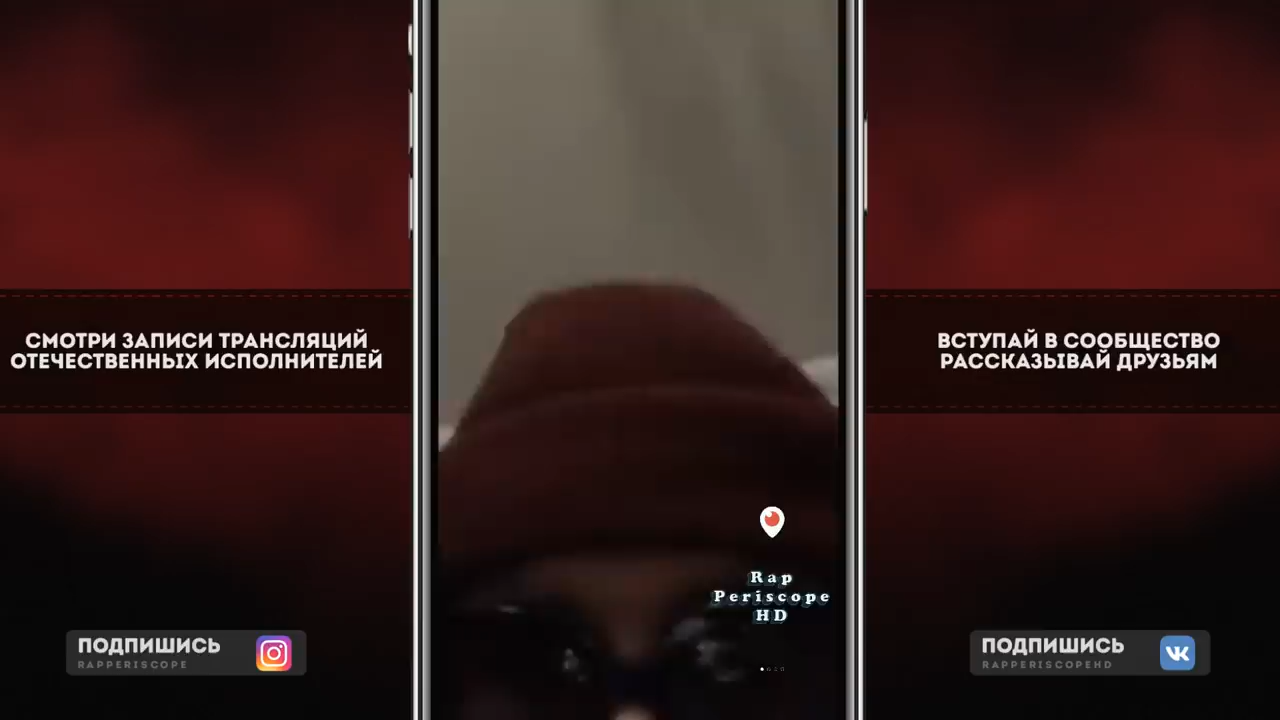 СМОТРИ ЗАПИСИ ТРАНСЛЯЦИЙ
ОТЕЧЕСТВЕННЫХ ИСПОЛНИТЕЛЕЙ
ВСТУПАЙ В СООБЩЕСТВО
РАССКАЗЫВАЙ ДРУЗЬЯМ
Rap
Periscope
HD
ПОДПИШИСЬ
RAPPERISCOPE
ПОДПИШИСЬ
RAPPERISCOPEHD